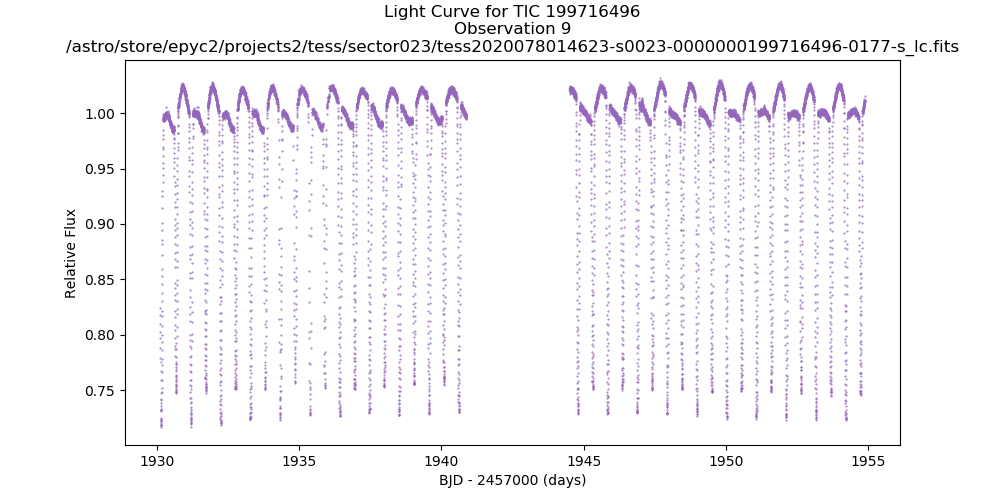 Light Curve for TIC 199716496
Observation 9
/astro/store/epyc2/projects2/tess/sector023/tess2020078014623-s0023-0000000199716496-0177-s_lc.fits
1.00
0.95
0.90
0.85
0.80
0.75
Relative Flux
1930
1935
1940
1945
1950
1955
BJD - 2457000 (days)